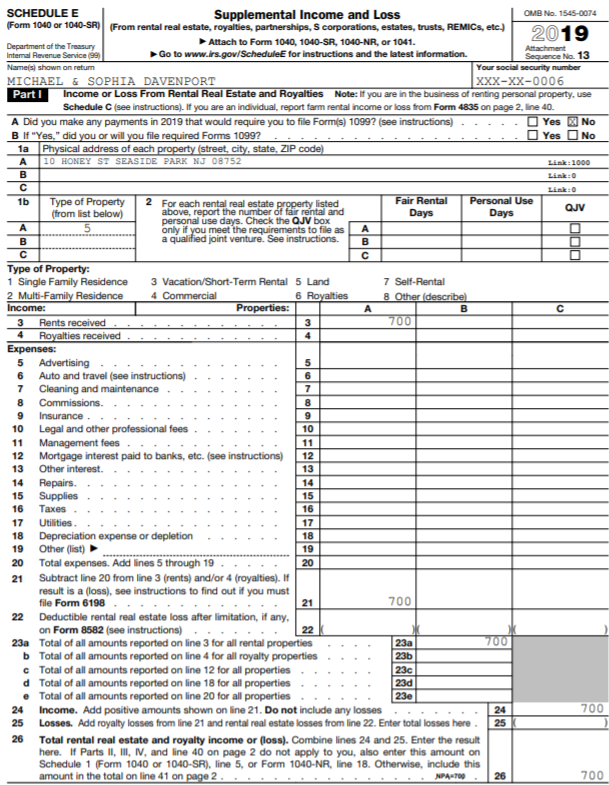 SCHEDULE E
(Form 1040 or 1040-SR)
Department of the Treasury
Internal Revenue Service (99)
Supplemental Income and Loss
(From rental real estate, royalties, partnerships, S corporations, estates, trusts, REMICs, etc.)
▶ Attach to Form 1040, 1040-SR, 1040-NR, or 1041.
▶ Go to www.irs.gov/ScheduleE for instructions and the latest information.
OMB No. 1545-0074
2019
Attachment
Sequence No. 13
Name(s) shown on return
Your social security number
MICHAEL & SOPHIA DAVENPORT
XXX-XX-0006
Part I Income or Loss From Rental Real Estate and Royalties Note: If you are in the business of renting personal property, use
Schedule C (see instructions). If you are an individual, report farm rental income or loss from Form 4835 on page 2, line 40.
A Did you make any payments in 2019 that would require you to file Form(s) 1099? (see instructions) . . . . . ☐ Yes ☒ No
B If "Yes," did you or will you file required Forms 1099? . . . . . . . . . . . . . . . . ☐ Yes ☐ No
1a Physical address of each property (street, city, state, ZIP code)
A 10 HONEY ST SEASIDE PARK NJ 08752 Link:1000
B Link:0
C Link:0
1b Type of Property
(from list below)
A 5
B
C
2 For each rental real estate property listed
above, report the number of fair rental and
personal use days. Check the QJV box
only if you meet the requirements to file as
a qualified joint venture. See instructions.
Fair Rental
Days
Personal Use
Days
QJV
A ☐
B ☐
C ☐
Type of Property:
1 Single Family Residence 3 Vacation/Short-Term Rental 5 Land 7 Self-Rental
2 Multi-Family Residence 4 Commercial 6 Royalties 8 Other (describe)
Income: Properties: A B C
3 Rents received . . . . . . . . . . . . . 3 700
4 Royalties received . . . . . . . . . . . . 4
Expenses:
5 Advertising . . . . . . . . . . . . . . 5
6 Auto and travel (see instructions) . . . . . . . 6
7 Cleaning and maintenance . . . . . . . . . 7
8 Commissions. . . . . . . . . . . . . . 8
9 Insurance . . . . . . . . . . . . . . . 9
10 Legal and other professional fees . . . . . . . 10
11 Management fees . . . . . . . . . . . . 11
12 Mortgage interest paid to banks, etc. (see instructions) 12
13 Other interest. . . . . . . . . . . . . . 13
14 Repairs. . . . . . . . . . . . . . . . 14
15 Supplies . . . . . . . . . . . . . . . 15
16 Taxes . . . . . . . . . . . . . . . . 16
17 Utilities. . . . . . . . . . . . . . . . 17
18 Depreciation expense or depletion . . . . . . . 18
19 Other (list) ▶ 19
20 Total expenses. Add lines 5 through 19 . . . . . 20
21 Subtract line 20 from line 3 (rents) and/or 4 (royalties). If
result is a (loss), see instructions to find out if you must
file Form 6198 . . . . . . . . . . . . . 21 700
22 Deductible rental real estate loss after limitation, if any,
on Form 8582 (see instructions) . . . . . . . 22 ( )( )( )
23a Total of all amounts reported on line 3 for all rental properties . . . . 23a 700
b Total of all amounts reported on line 4 for all royalty properties . . . . 23b
c Total of all amounts reported on line 12 for all properties . . . . 23c
d Total of all amounts reported on line 18 for all properties . . . . 23d
e Total of all amounts reported on line 20 for all properties . . . . 23e
24 Income. Add positive amounts shown on line 21. Do not include any losses . . . . . . . 24 700
25 Losses. Add royalty losses from line 21 and rental real estate losses from line 22. Enter total losses here . 25 ( )
26 Total rental real estate and royalty income or (loss). Combine lines 24 and 25. Enter the result
here. If Parts II, III, IV, and line 40 on page 2 do not apply to you, also enter this amount on
Schedule 1 (Form 1040 or 1040-SR), line 5, or Form 1040-NR, line 18. Otherwise, include this
amount in the total on line 41 on page 2 . . . . . . . . . . . . . NPA=700 . 26 700